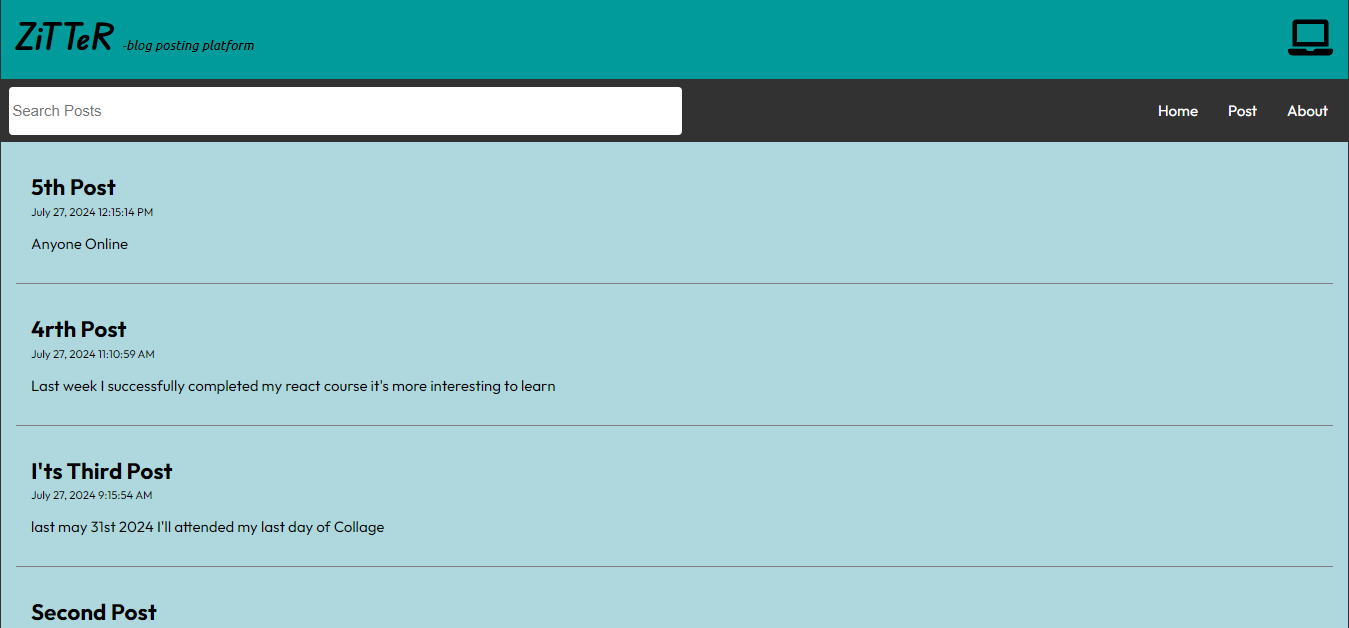 ZiTTeR -blog posting platform
Search Posts
Home Post About
5th Post
July 27, 2024 12:15:14 PM
Anyone Online
4rth Post
July 27, 2024 11:10:59 AM
Last week I successfully completed my react course it's more interesting to learn
I'ts Third Post
July 27, 2024 9:15:54 AM
last may 31st 2024 I'll attended my last day of Collage
Second Post